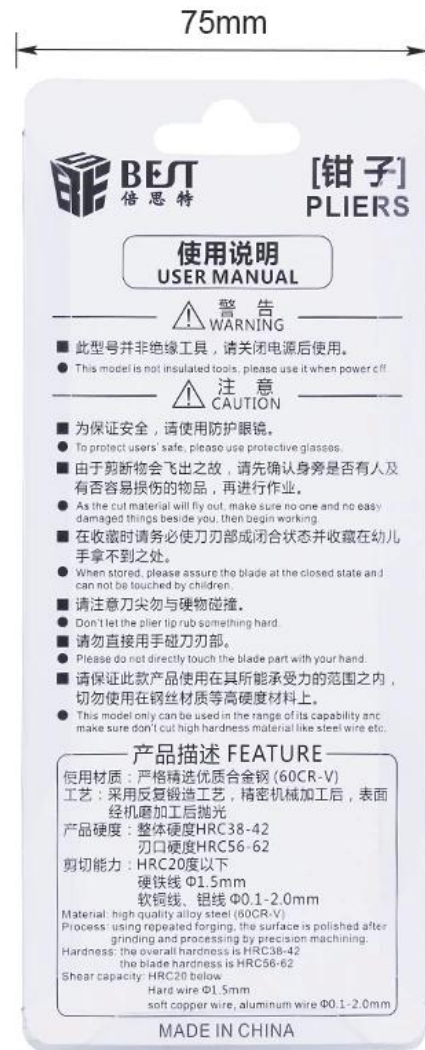 75mm
BEST
倍思特
[钳子]
PLIERS
使用说明
USER MANUAL
警 告
WARNING
■ 此型号并非绝缘工具，请关闭电源后使用。
● This model is not insulated tools, please use it when power off.
注 意
CAUTION
■ 为保证安全，请使用防护眼镜。
● To protect users' safe, please use protective glasses.
■ 由于剪断物会飞出之故，请先确认身旁是否有人及
有否容易损伤的物品，再进行作业。
● As the cut material will fly out, make sure no one and no easy
damaged things beside you, then begin working.
■ 在收藏时请务必使刀刃部成闭合状态并收藏在幼儿
手拿不到之处。
● When stored, please assure the blade at the closed state and
can not be touched by children.
■ 请注意刀尖勿与硬物碰撞。
● Don't let the plier tip rub something hard.
■ 请勿直接用手碰刀刃部。
● Please do not directly touch the blade part with your hand.
■ 请保证此款产品使用在其所能承受力的范围之内，
切勿使用在钢丝材质等高硬度材料上。
● This model only can be used in the range of its capability and
make sure don't cut high hardness material like steel wire etc.
产品描述 FEATURE
使用材质：严格精选优质合金钢 (60CR-V)
工艺：采用反复锻造工艺，精密机械加工后，表面
经机磨加工后抛光
产品硬度：整体硬度HRC38-42
刃口硬度HRC56-62
剪切能力：HRC20度以下
硬铁线 Φ1.5mm
软铜线、铝线 Φ0.1-2.0mm
Material: high quality alloy steel (60CR-V)
Process: using repeated forging, the surface is polished after
grinding and processing by precision machining.
Hardness: the overall hardness is HRC38-42
the blade hardness is HRC56-62
Shear capacity: HRC20 below
Hard wire Φ1.5mm
soft copper wire, aluminum wire Φ0.1-2.0mm
MADE IN CHINA